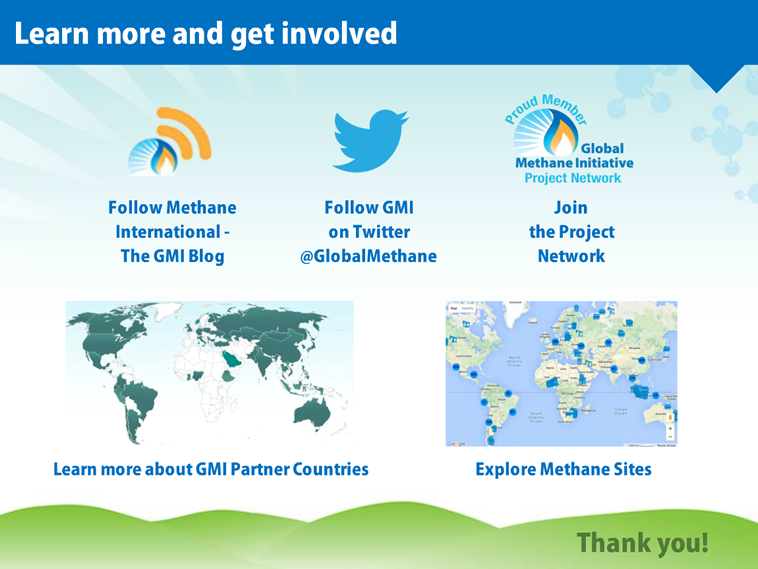 Learn more and get involved
Proud Member
Global
Methane Initiative
Project Network
Follow Methane
International -
The GMI Blog
Follow GMI
on Twitter
@GlobalMethane
Join
the Project
Network
Learn more about GMI Partner Countries
Explore Methane Sites
Thank you!